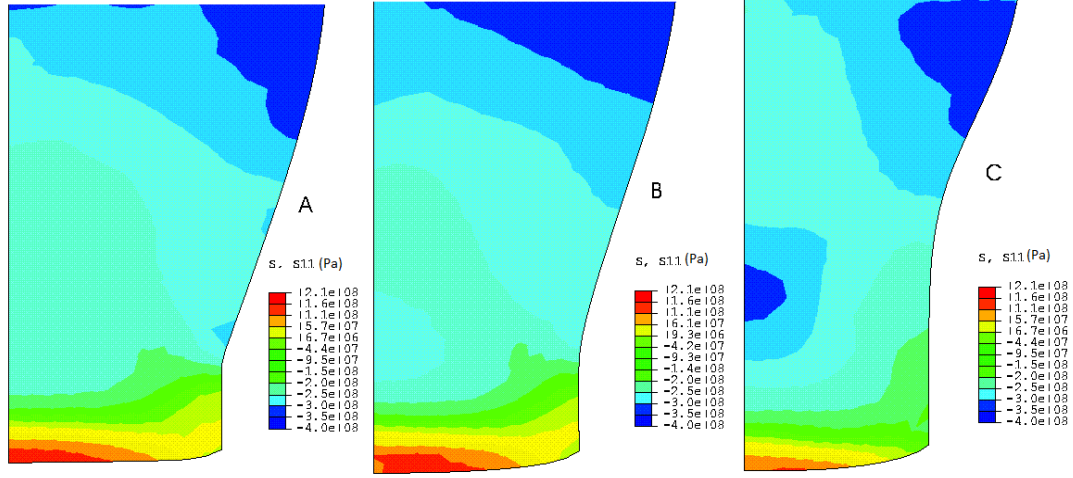 A
S, S11 (Pa)
+2.1e+08
+1.6e+08
+1.1e+08
+5.7e+07
+6.7e+06
-4.4e+07
-9.5e+07
-1.5e+08
-2.0e+08
-2.5e+08
-3.0e+08
-3.5e+08
-4.0e+08
B
S, S11 (Pa)
+2.1e+08
+1.6e+08
+1.1e+08
+6.1e+07
+9.7e+06
-4.2e+07
-9.3e+07
-1.5e+08
-2.0e+08
-2.5e+08
-3.0e+08
-3.5e+08
-4.0e+08
C
S, S11 (Pa)
+2.1e+08
+1.6e+08
+1.1e+08
+5.7e+07
+6.7e+06
-4.4e+07
-9.5e+07
-1.5e+08
-2.0e+08
-2.5e+08
-3.0e+08
-3.5e+08
-4.0e+08